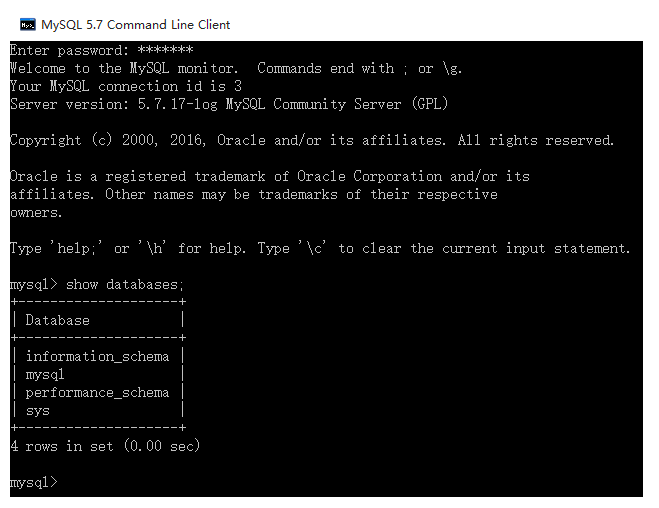 MySQL 5.7 Command Line Client
Enter password: *******
Welcome to the MySQL monitor.  Commands end with ; or \g.
Your MySQL connection id is 3
Server version: 5.7.17-log MySQL Community Server (GPL)
Copyright (c) 2000, 2016, Oracle and/or its affiliates. All rights reserved.
Oracle is a registered trademark of Oracle Corporation and/or its
affiliates. Other names may be trademarks of their respective
owners.
Type 'help;' or '\h' for help. Type '\c' to clear the current input statement.
mysql> show databases;
+--------------------+
| Database           |
+--------------------+
| information_schema |
| mysql              |
| performance_schema |
| sys                |
+--------------------+
4 rows in set (0.00 sec)
mysql>